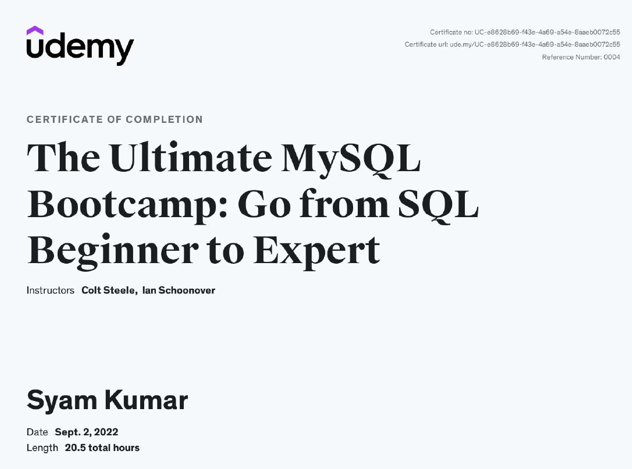 udemy
Certificate no: UC-e8628b69-f43e-4a69-a54e-8aaeb0072c55
Certificate url: ude.my/UC-e8628b69-f43e-4a69-a54e-8aaeb0072c55
Reference Number: 0004
CERTIFICATE OF COMPLETION
The Ultimate MySQL
Bootcamp: Go from SQL
Beginner to Expert
Instructors Colt Steele, Ian Schoonover
Syam Kumar
Date Sept. 2, 2022
Length 20.5 total hours